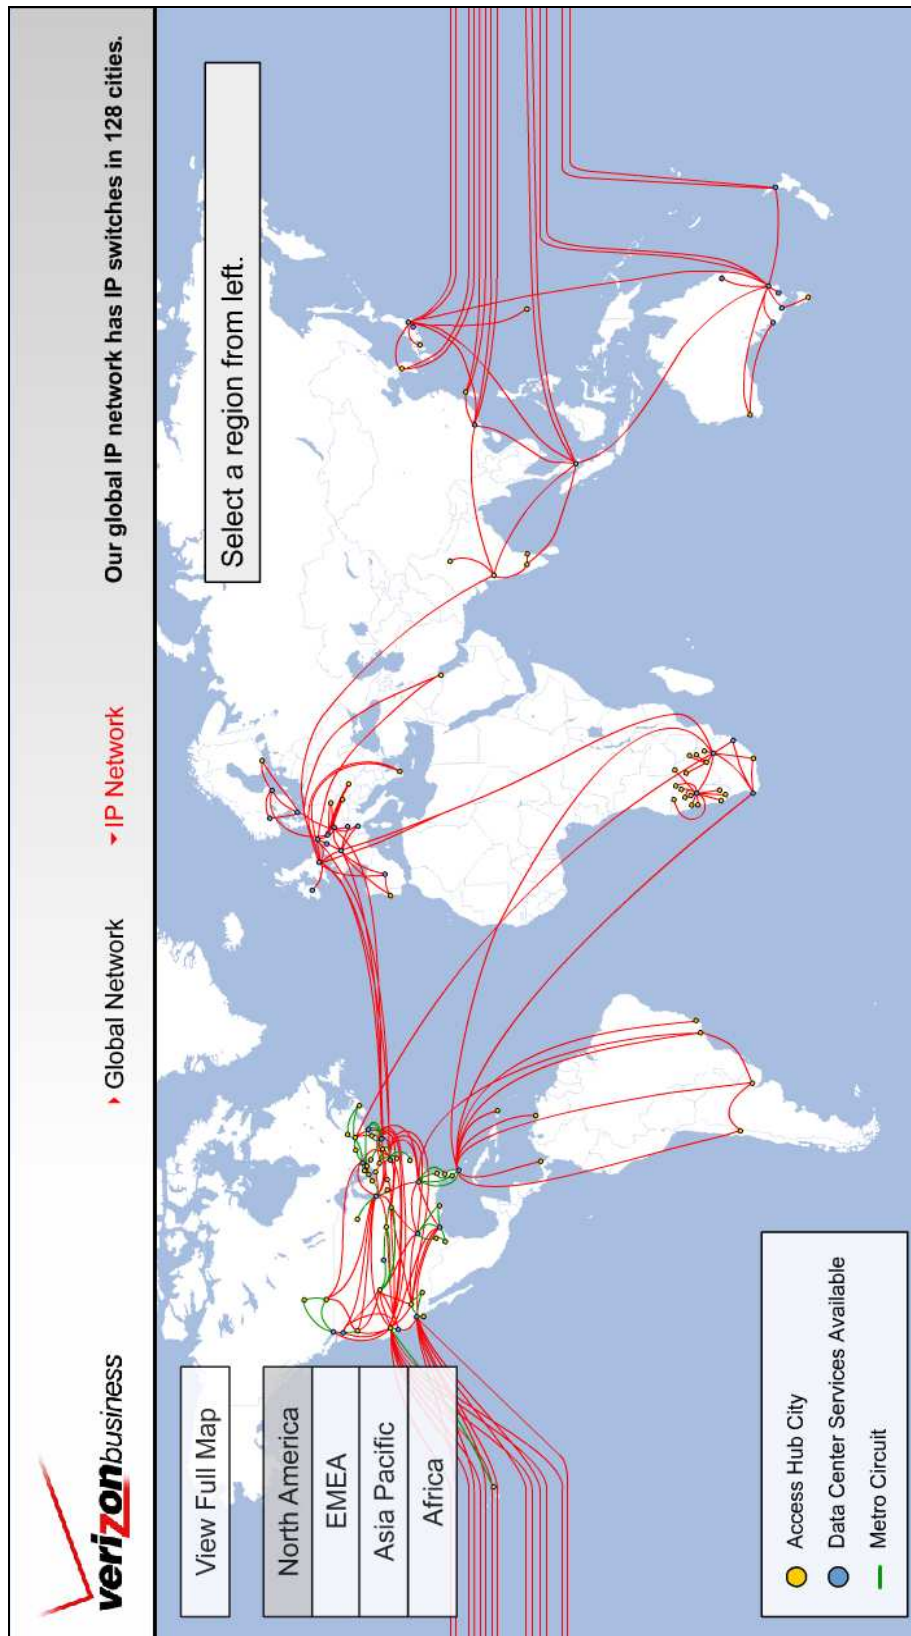 verizonbusiness
Global Network
IP Network
Our global IP network has IP switches in 128 cities.
View Full Map
Select a region from left.
North America
EMEA
Asia Pacific
Africa
Access Hub City
Data Center Services Available
Metro Circuit